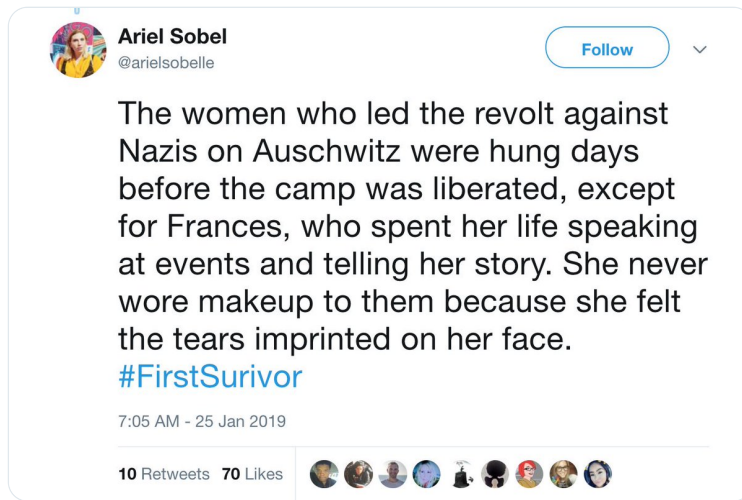 Ariel Sobel
@arielsobelle
Follow
The women who led the revolt against
Nazis on Auschwitz were hung days
before the camp was liberated, except
for Frances, who spent her life speaking
at events and telling her story. She never
wore makeup to them because she felt
the tears imprinted on her face.
#FirstSurivor
7:05 AM - 25 Jan 2019
10 Retweets 70 Likes